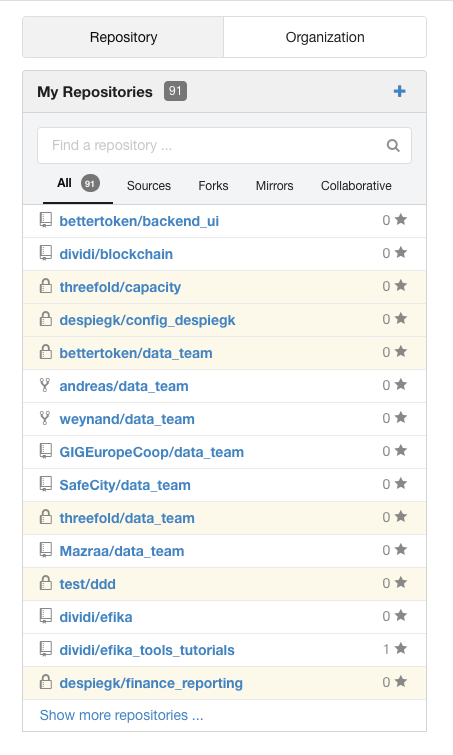 Repository Organization
My Repositories 91
Find a repository ...
All 91 Sources Forks Mirrors Collaborative
bettertoken/backend_ui 0
dividi/blockchain 0
threefold/capacity 0
despiegk/config_despiegk 0
bettertoken/data_team 0
andreas/data_team 0
weynand/data_team 0
GIGEuropeCoop/data_team 0
SafeCity/data_team 0
threefold/data_team 0
Mazraa/data_team 0
test/ddd 0
dividi/efika 0
dividi/efika_tools_tutorials 1
despiegk/finance_reporting 0
Show more repositories ...